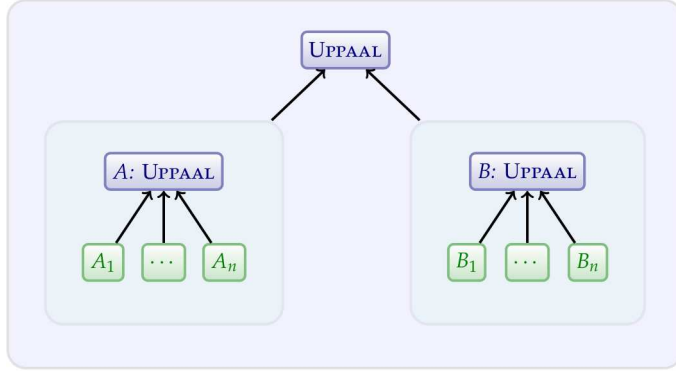 UPPAAL
A: UPPAAL
B: UPPAAL
A₁ ··· Aₙ
B₁ ··· Bₙ